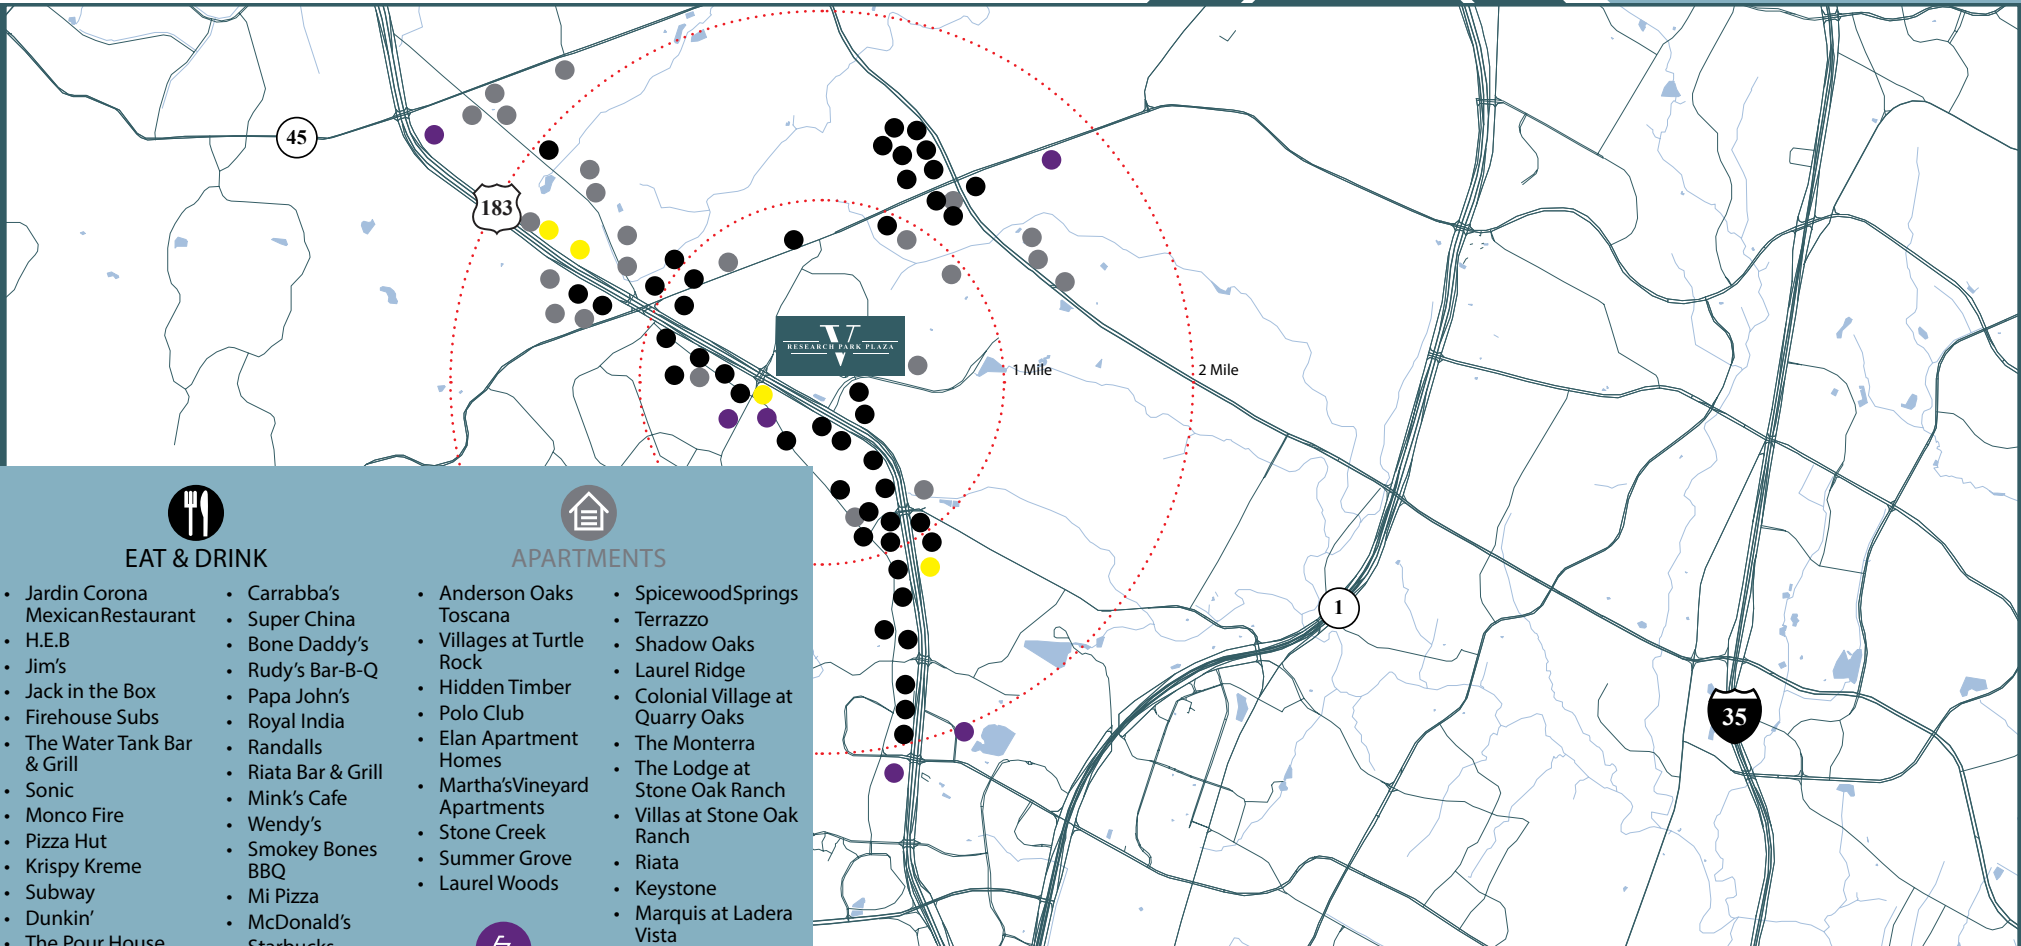 45
183
V
RESEARCH PARK PLAZA
1 Mile
2 Mile
1
35
EAT & DRINK
• Jardin Corona
MexicanRestaurant
• H.E.B
• Jim's
• Jack in the Box
• Firehouse Subs
• The Water Tank Bar
& Grill
• Sonic
• Monco Fire
• Pizza Hut
• Krispy Kreme
• Subway
• Dunkin'
• The Pour House
• Carrabba's
• Super China
• Bone Daddy's
• Rudy's Bar-B-Q
• Papa John's
• Royal India
• Randalls
• Riata Bar & Grill
• Mink's Cafe
• Wendy's
• Smokey Bones
BBQ
• Mi Pizza
• McDonald's
• Starbucks
APARTMENTS
• Anderson Oaks
Toscana
• Villages at Turtle
Rock
• Hidden Timber
• Polo Club
• Elan Apartment
Homes
• Martha'sVineyard
Apartments
• Stone Creek
• Summer Grove
• Laurel Woods
• SpicewoodSprings
• Terrazzo
• Shadow Oaks
• Laurel Ridge
• Colonial Village at
Quarry Oaks
• The Monterra
• The Lodge at
Stone Oak Ranch
• Villas at Stone Oak
Ranch
• Riata
• Keystone
• Marquis at Ladera
Vista